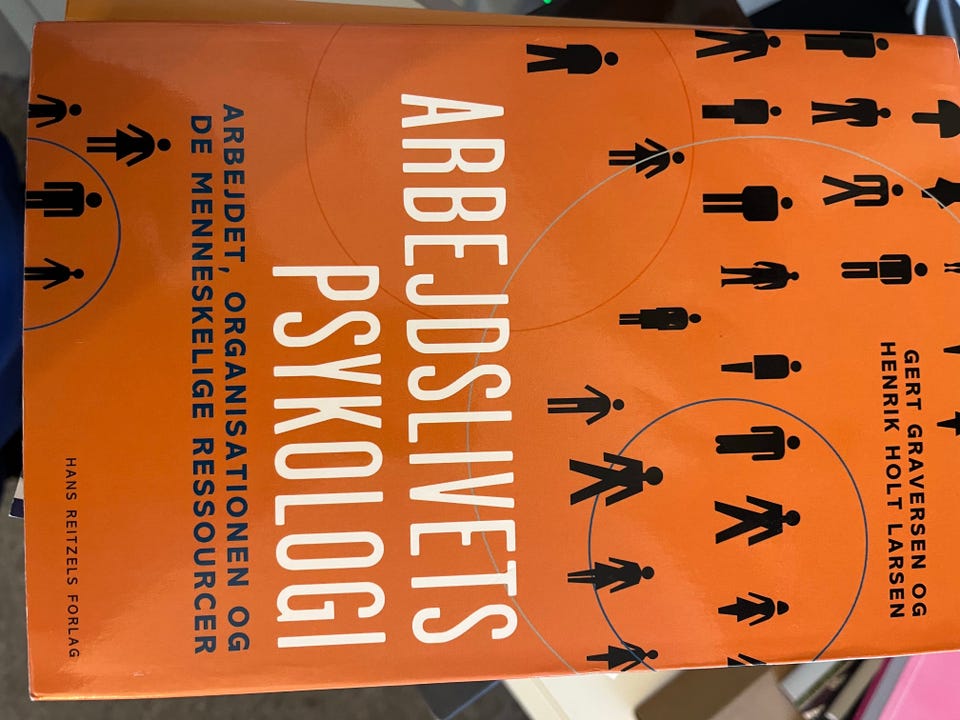 GERT GRAVERSEN OG
HENRIK HOLT LARSEN
ARBEJDSLIVETS
PSYKOLOGI
ARBEJDET, ORGANISATIONEN OG
DE MENNESKELIGE RESSOURCER
HANS REITZELS FORLAG